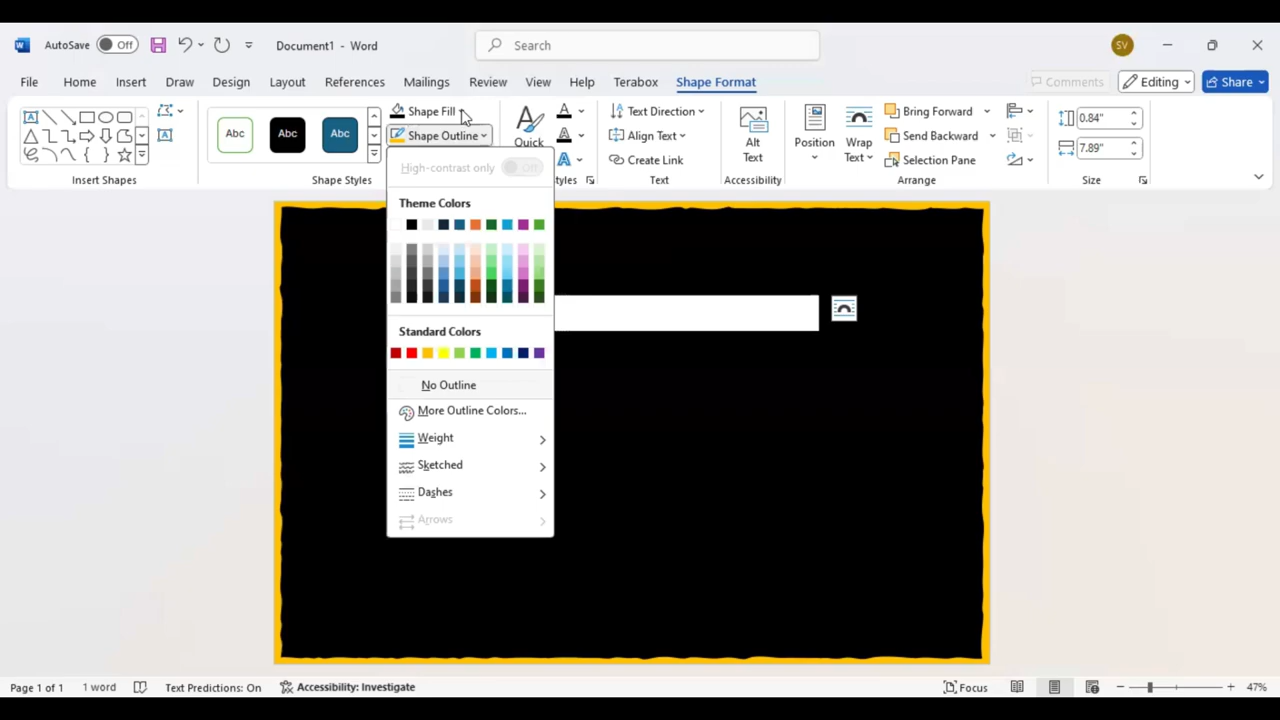 AutoSave Off Document1 - Word Search SV
File Home Insert Draw Design Layout References Mailings Review View Help Terabox Shape Format Comments Editing Share
Abc Abc Abc
Shape Fill
Shape Outline
Quick
Text Direction
Align Text
Create Link
Alt
Text
Position
Wrap
Text
Bring Forward
Send Backward
Selection Pane
0.84"
7.89"
Insert Shapes Shape Styles yles Text Accessibility Arrange Size
High-contrast only Off
Theme Colors
Standard Colors
No Outline
More Outline Colors...
Weight
Sketched
Dashes
Arrows
Page 1 of 1 1 word Text Predictions: On Accessibility: Investigate Focus 47%